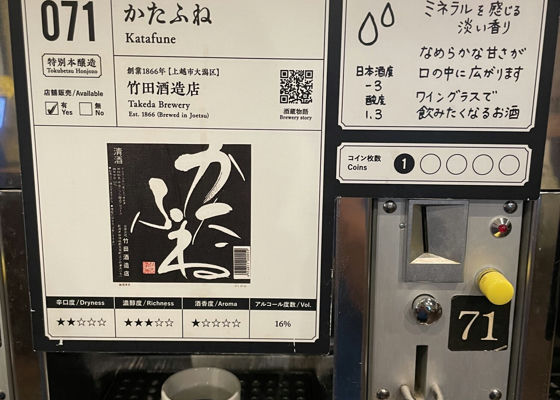 071
かたふね
Katafune
特別本醸造
Tokubetsu Honjozo
店舗販売/Available
有
Yes
無
No
創業1866年【上越市大潟区】
竹田酒造店
Takeda Brewery
Est. 1866 (Brewed in Joetsu)
酒蔵物語
Brewery story
清酒
かたふね
竹田酒造店
辛口度/Dryness
濃醇度/Richness
酒香度/Aroma
アルコール度数/Vol.
★★☆☆☆
★★★☆☆
★☆☆☆☆
16%
ミネラルを感じる
淡い香り
なめらかな甘さが
口の中に広がります
ワイングラスで
飲みたくなるお酒
日本酒度
-3
酸度
1.3
コイン枚数
Coins
1
71